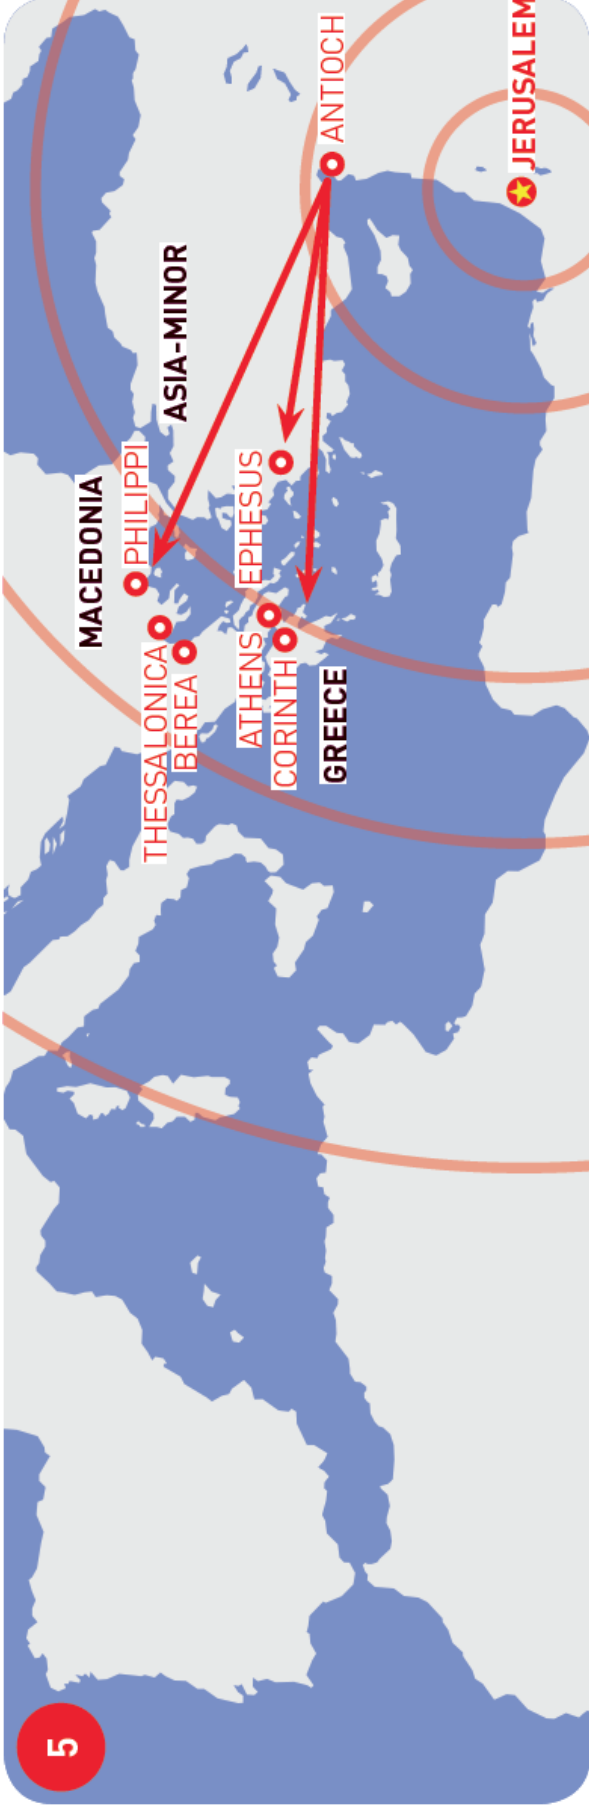 5
MACEDONIA
PHILIPPI
THESSALONICA
BEREA
ASIA-MINOR
EPHESUS
ATHENS
CORINTH
GREECE
ANTIOCH
JERUSALEM